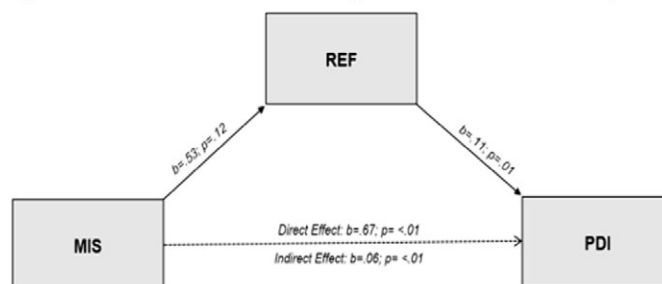 REF
b=.53; p=.12
b=.11; p=.01
MIS
Direct Effect: b=.67; p= <.01
Indirect Effect: b=.06; p= <.01
PDI